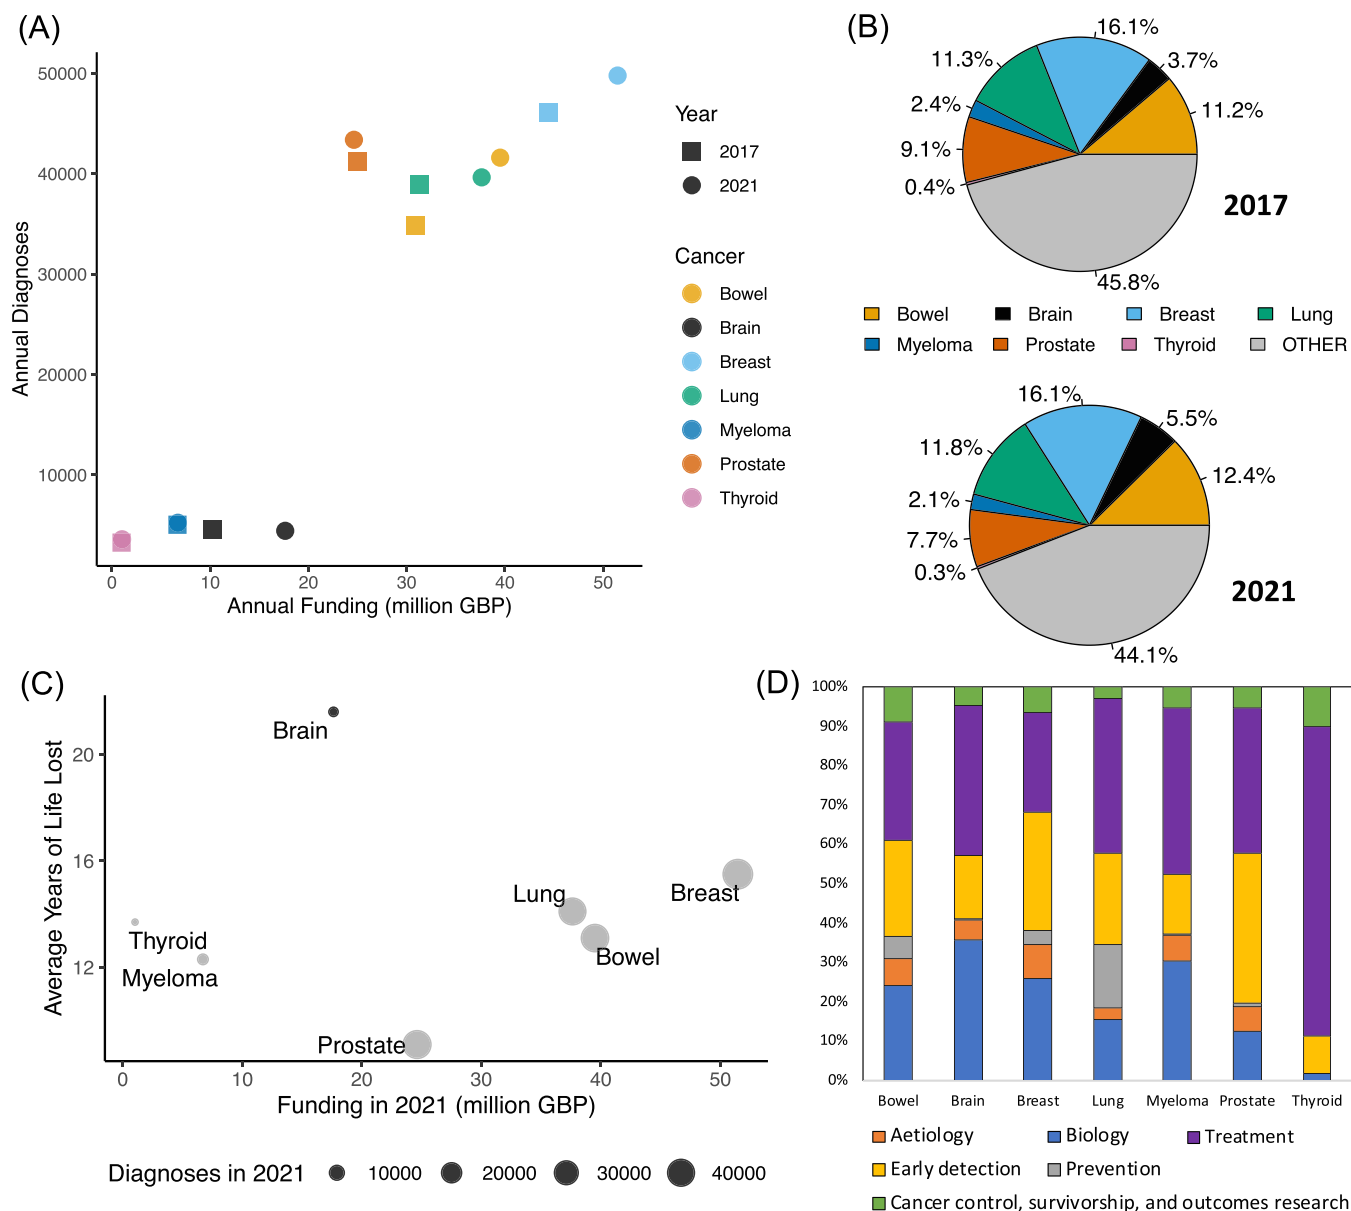 (A)
50000
40000
30000
20000
10000
Annual Diagnoses
0 10 20 30 40 50
Annual Funding (million GBP)
Year
2017
2021
Cancer
Bowel
Brain
Breast
Lung
Myeloma
Prostate
Thyroid
(B)
16.1%
3.7%
11.3%
2.4%
11.2%
9.1%
0.4%
45.8%
2017
Bowel Brain Breast Lung
Myeloma Prostate Thyroid OTHER
16.1%
5.5%
11.8%
12.4%
2.1%
7.7%
0.3%
44.1%
2021
(C)
20
16
12
Average Years of Life Lost
Brain
Lung
Breast
Thyroid
Bowel
Myeloma
Prostate
0 10 20 30 40 50
Funding in 2021 (million GBP)
Diagnoses in 2021 10000 20000 30000 40000
(D)
100%
90%
80%
70%
60%
50%
40%
30%
20%
10%
0%
Bowel Brain Breast Lung Myeloma Prostate Thyroid
Aetiology Biology Treatment
Early detection Prevention
Cancer control, survivorship, and outcomes research